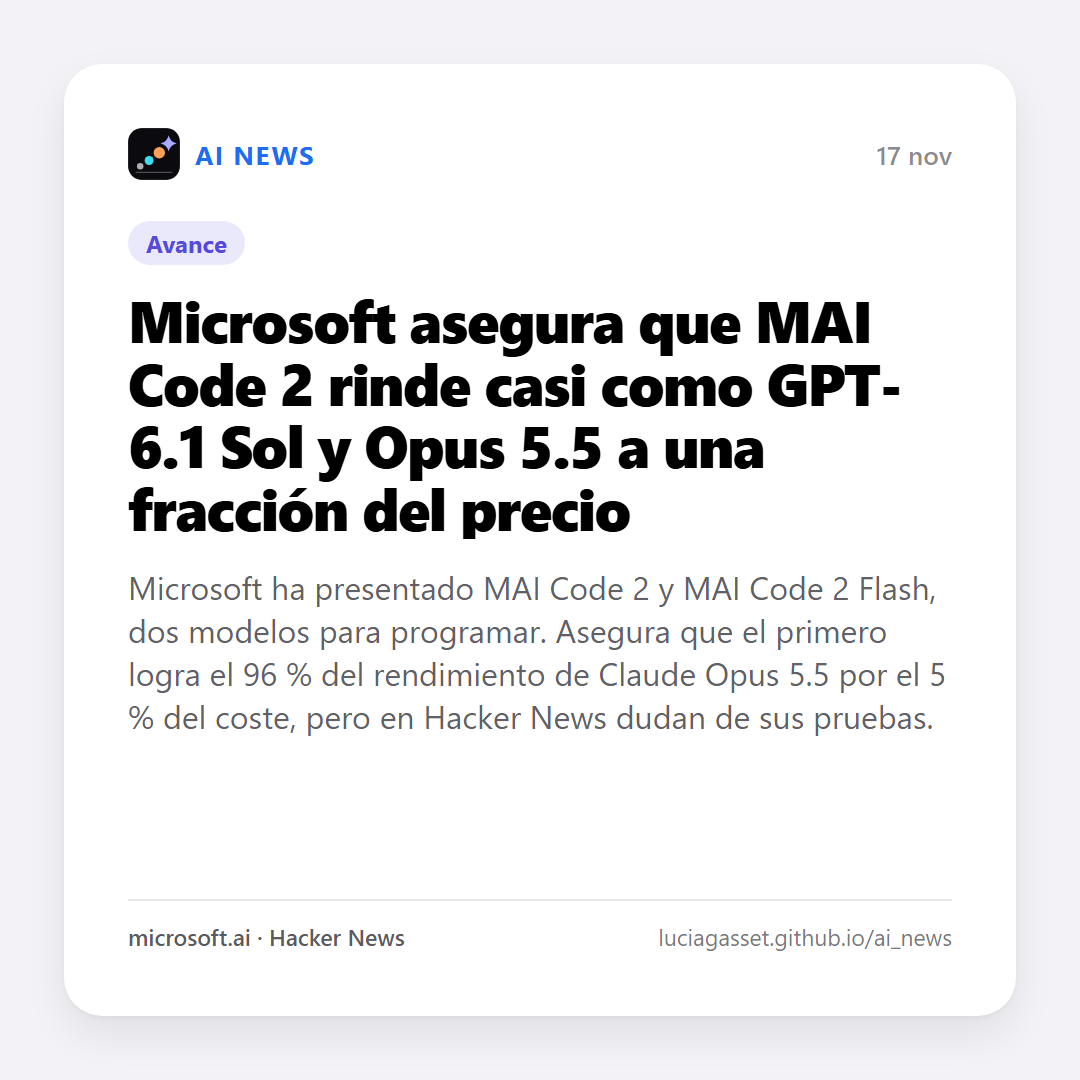 AI NEWS
17 nov
Avance
Microsoft asegura que MAI
Code 2 rinde casi como GPT-
6.1 Sol y Opus 5.5 a una
fracción del precio
Microsoft ha presentado MAI Code 2 y MAI Code 2 Flash,
dos modelos para programar. Asegura que el primero
logra el 96 % del rendimiento de Claude Opus 5.5 por el 5
% del coste, pero en Hacker News dudan de sus pruebas.
microsoft.ai · Hacker News
luciagasset.github.io/ai_news